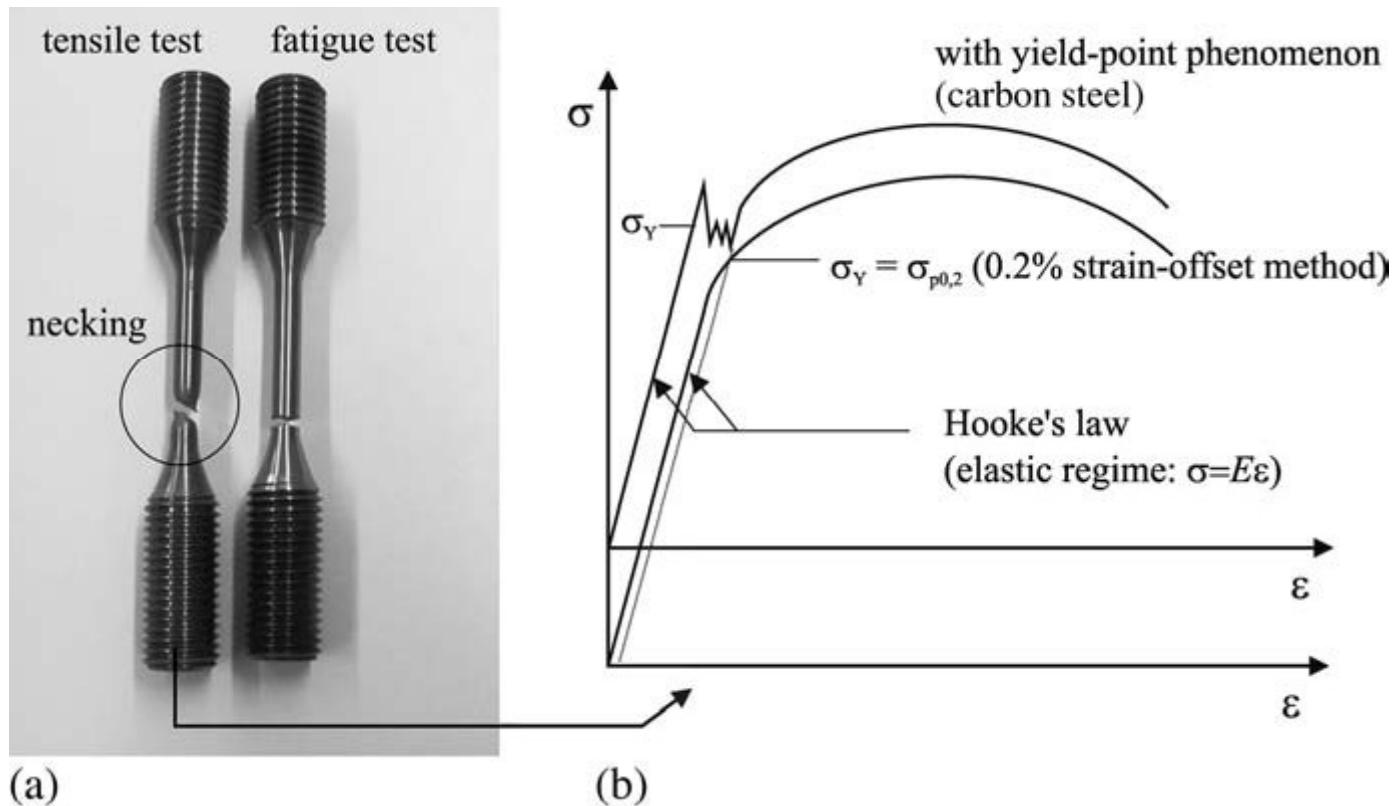 tensile test
fatigue test
necking
(a)
with yield-point phenomenon
(carbon steel)
σ
σY
σY = σp0,2 (0.2% strain-offset method)
Hooke's law
(elastic regime: σ=Eε)
ε
ε
(b)